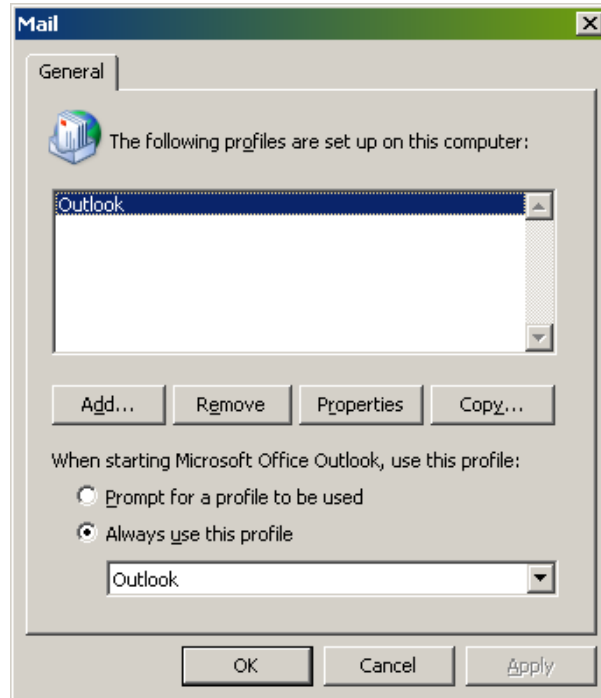 Mail
General
The following profiles are set up on this computer:
Outlook
Add... Remove Properties Copy...
When starting Microsoft Office Outlook, use this profile:
Prompt for a profile to be used
Always use this profile
Outlook
OK Cancel Apply